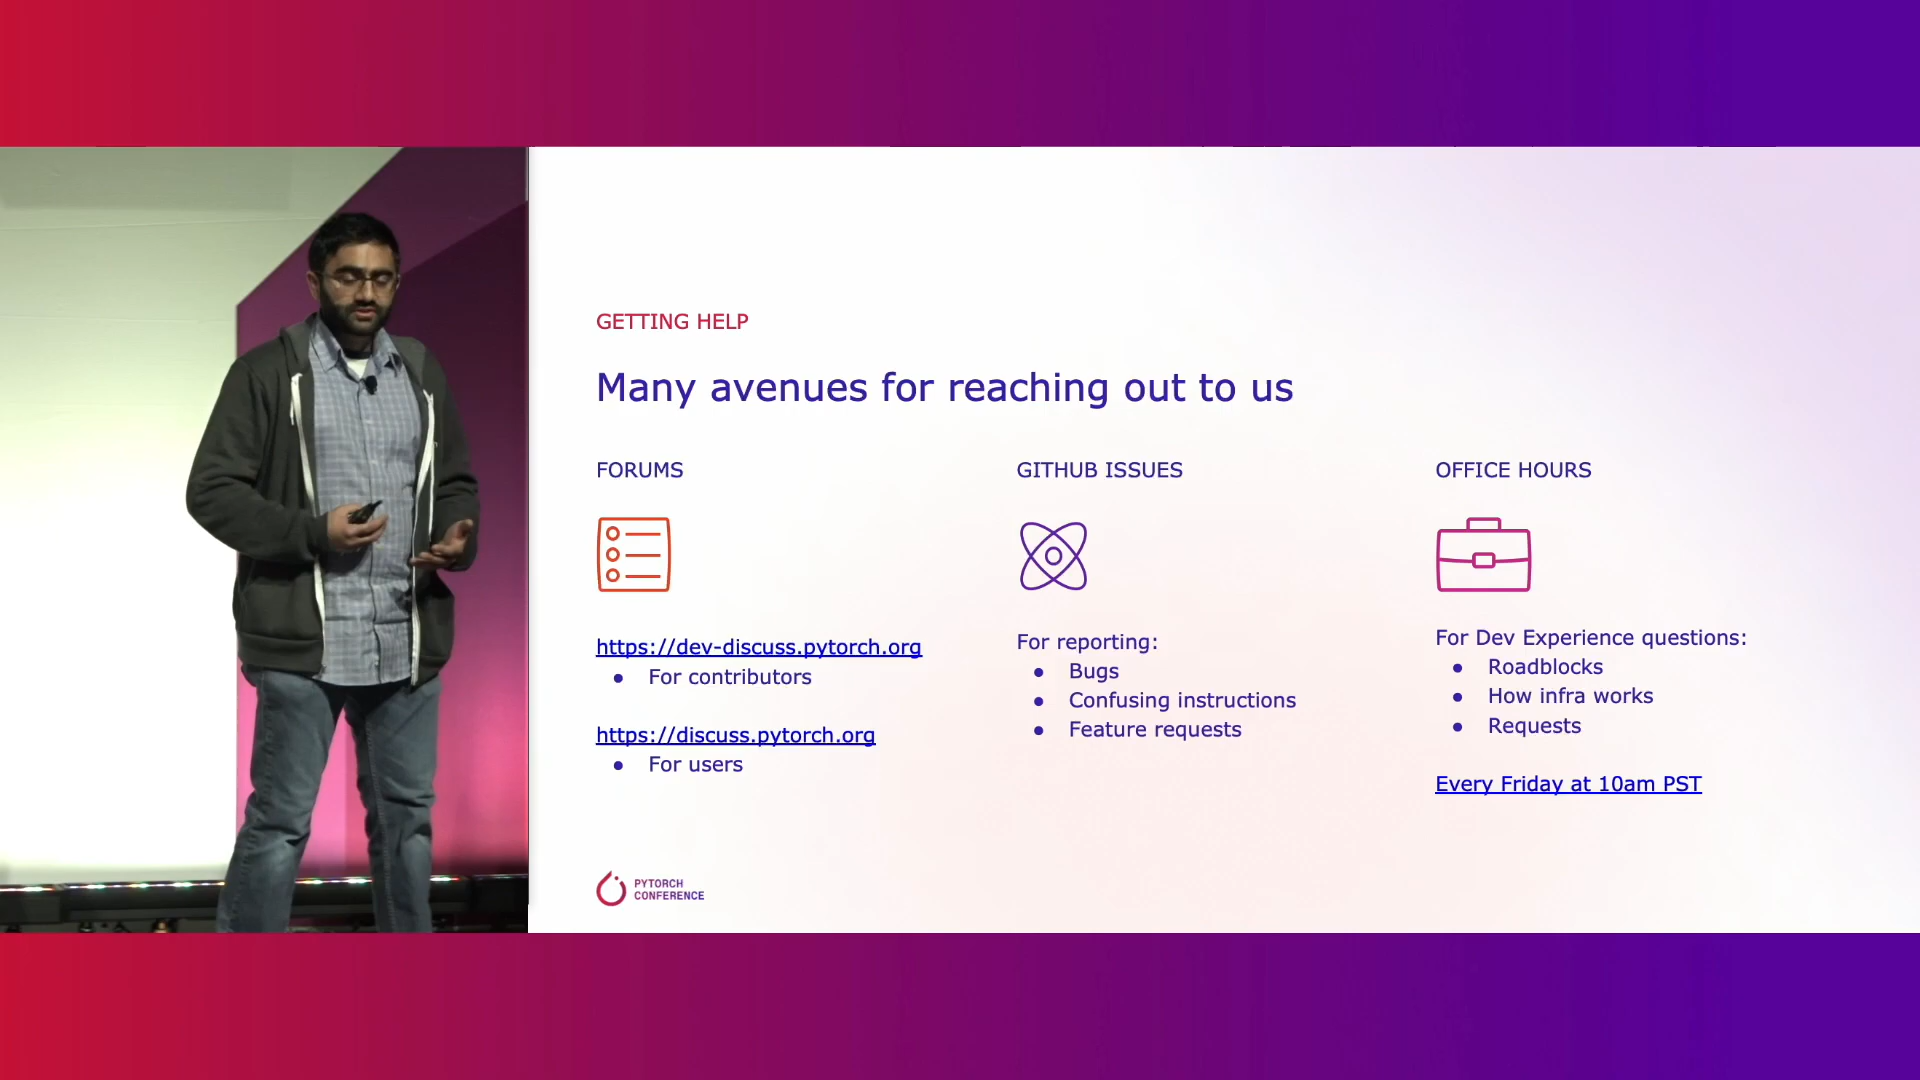 GETTING HELP
Many avenues for reaching out to us
FORUMS
https://dev-discuss.pytorch.org
● For contributors
https://discuss.pytorch.org
● For users
GITHUB ISSUES
For reporting:
● Bugs
● Confusing instructions
● Feature requests
OFFICE HOURS
For Dev Experience questions:
● Roadblocks
● How infra works
● Requests
Every Friday at 10am PST
PYTORCH
CONFERENCE